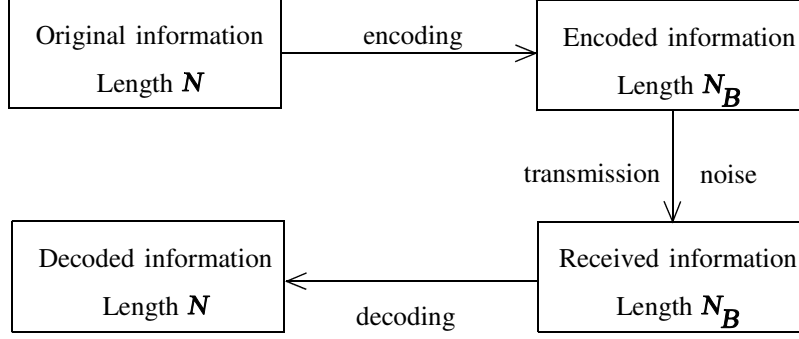 Original information
Length N
encoding
Encoded information
Length N_B
transmission noise
Received information
Length N_B
decoding
Decoded information
Length N